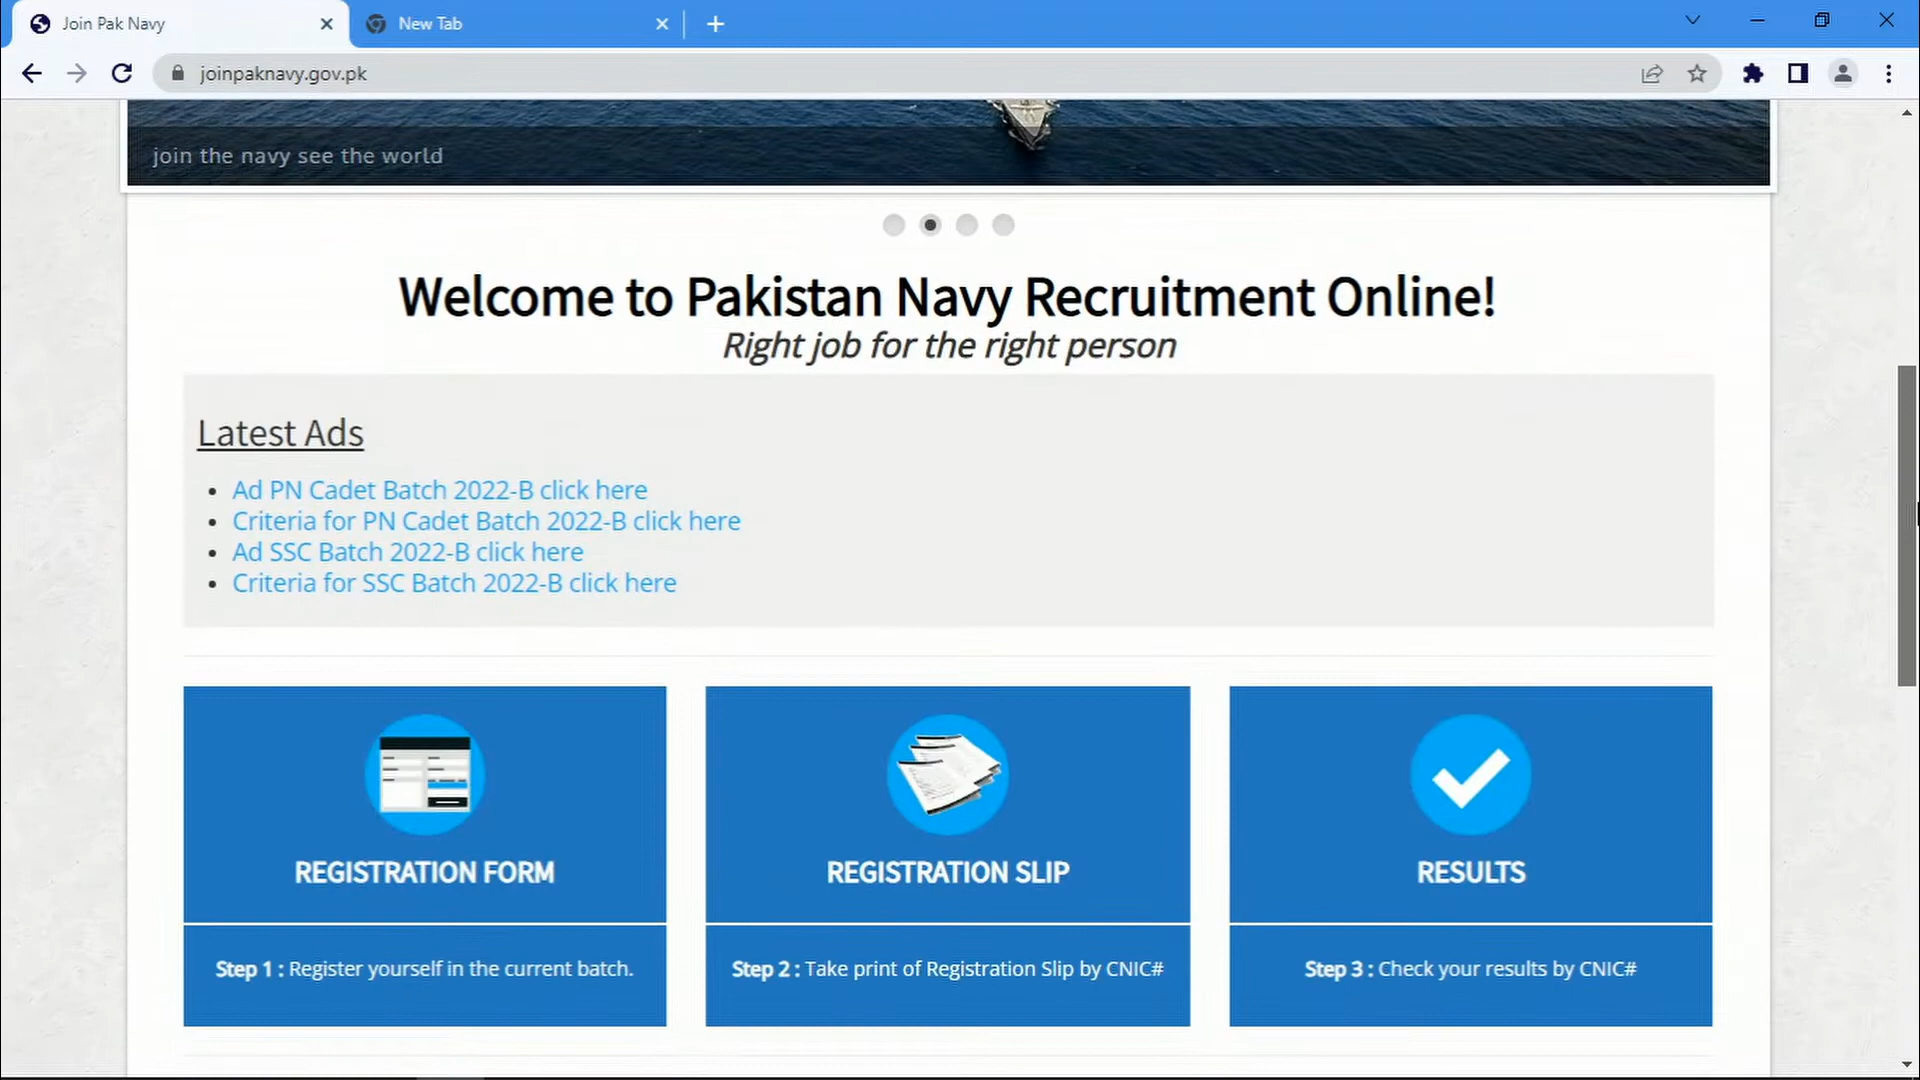 Join Pak Navy
New Tab
joinpaknavy.gov.pk
join the navy see the world
Welcome to Pakistan Navy Recruitment Online!
Right job for the right person
Latest Ads
Ad PN Cadet Batch 2022-B click here
Criteria for PN Cadet Batch 2022-B click here
Ad SSC Batch 2022-B click here
Criteria for SSC Batch 2022-B click here
REGISTRATION FORM
Step 1 : Register yourself in the current batch.
REGISTRATION SLIP
Step 2 : Take print of Registration Slip by CNIC#
RESULTS
Step 3 : Check your results by CNIC#